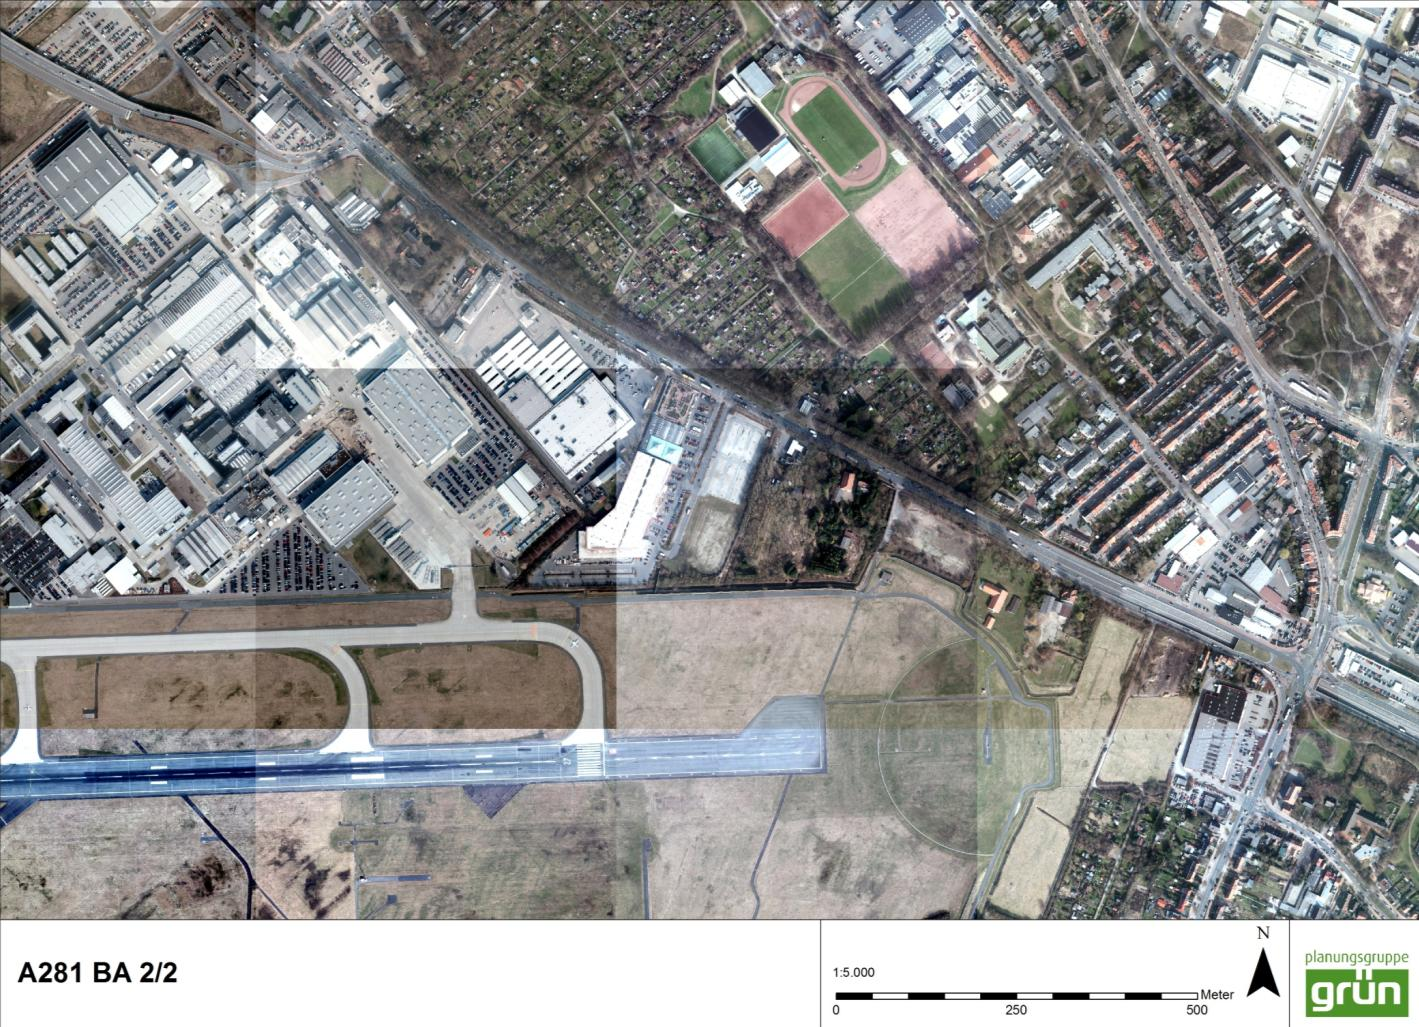 A281 BA 2/2
1:5.000
Meter
0 250 500
N
planungsgruppe
grün